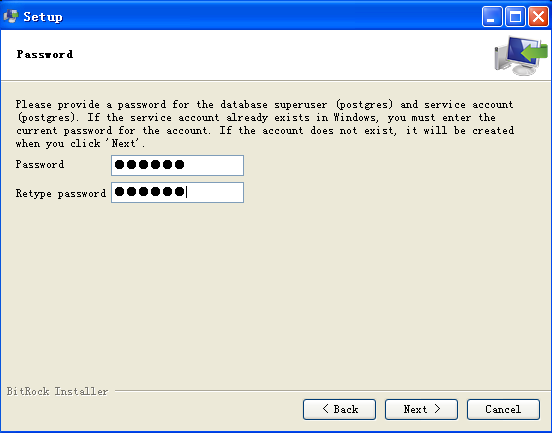 Setup
Password
Please provide a password for the database superuser (postgres) and service account
(postgres). If the service account already exists in Windows, you must enter the
current password for the account. If the account does not exist, it will be created
when you click 'Next'.
Password ●●●●●●
Retype password ●●●●●●
BitRock Installer
< Back Next > Cancel